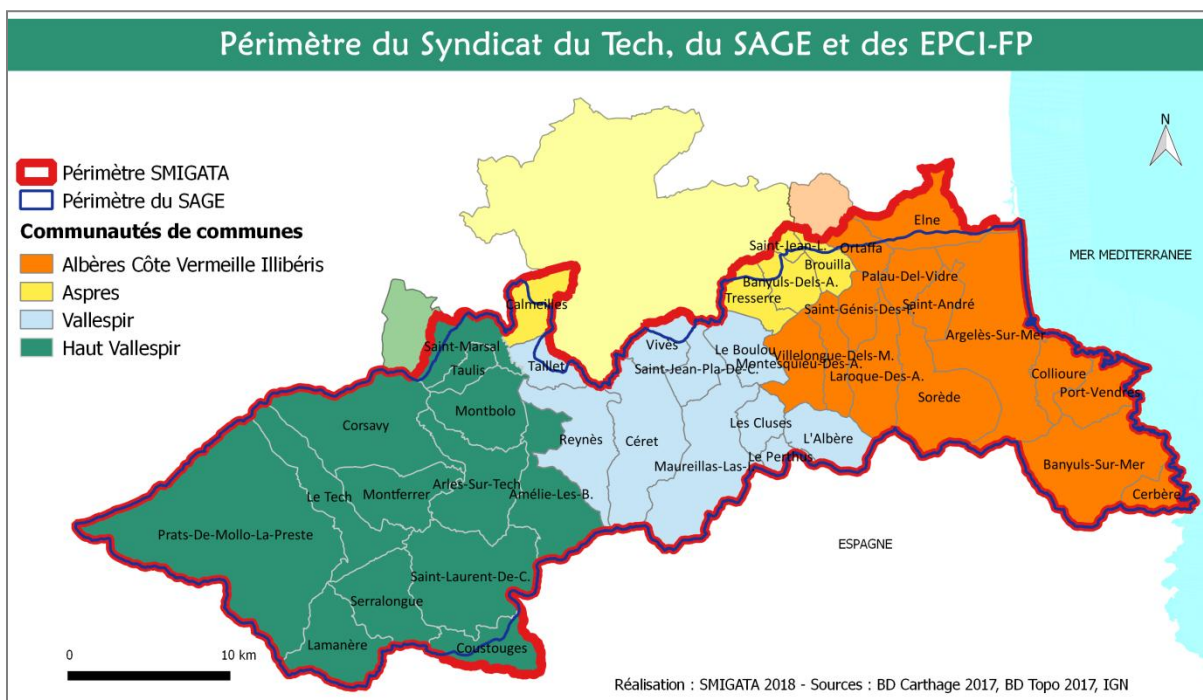 Périmètre du Syndicat du Tech, du SAGE et des EPCI-FP
N
Périmètre SMIGATA
Périmètre du SAGE
Communautés de communes
Albères Côte Vermeille Illibéris
Aspres
Vallespir
Haut Vallespir
MER MEDITERRANEE
Elne
Saint-Jean-L.
Ortaffa
Brouilla
Palau-Del-Vidre
Banyuls-Dels-A.
Tresserre
Saint-André
Saint-Génis-Des-F.
Calmeilles
Argelès-Sur-Mer
Saint-Marsal
Vives
Le Boulou
Villelongue-Dels-M.
Taillet
Taulis
Saint-Jean-Pla-De-C.
Montesquieu-Des-A.
Collioure
Laroque-Des-A.
Port-Vendres
Sorède
Montbolo
Corsavy
Les Cluses
Reynès
Céret
L'Albère
Le Perthus
Maureillas-Las-I.
Banyuls-Sur-Mer
Arles-Sur-Tech
Le Tech
Montferrer
Amélie-Les-B.
Cerbère
Prats-De-Mollo-La-Preste
ESPAGNE
Saint-Laurent-De-C.
Serralongue
Lamanère
Coustouges
0
10 km
Réalisation : SMIGATA 2018 - Sources : BD Carthage 2017, BD Topo 2017, IGN